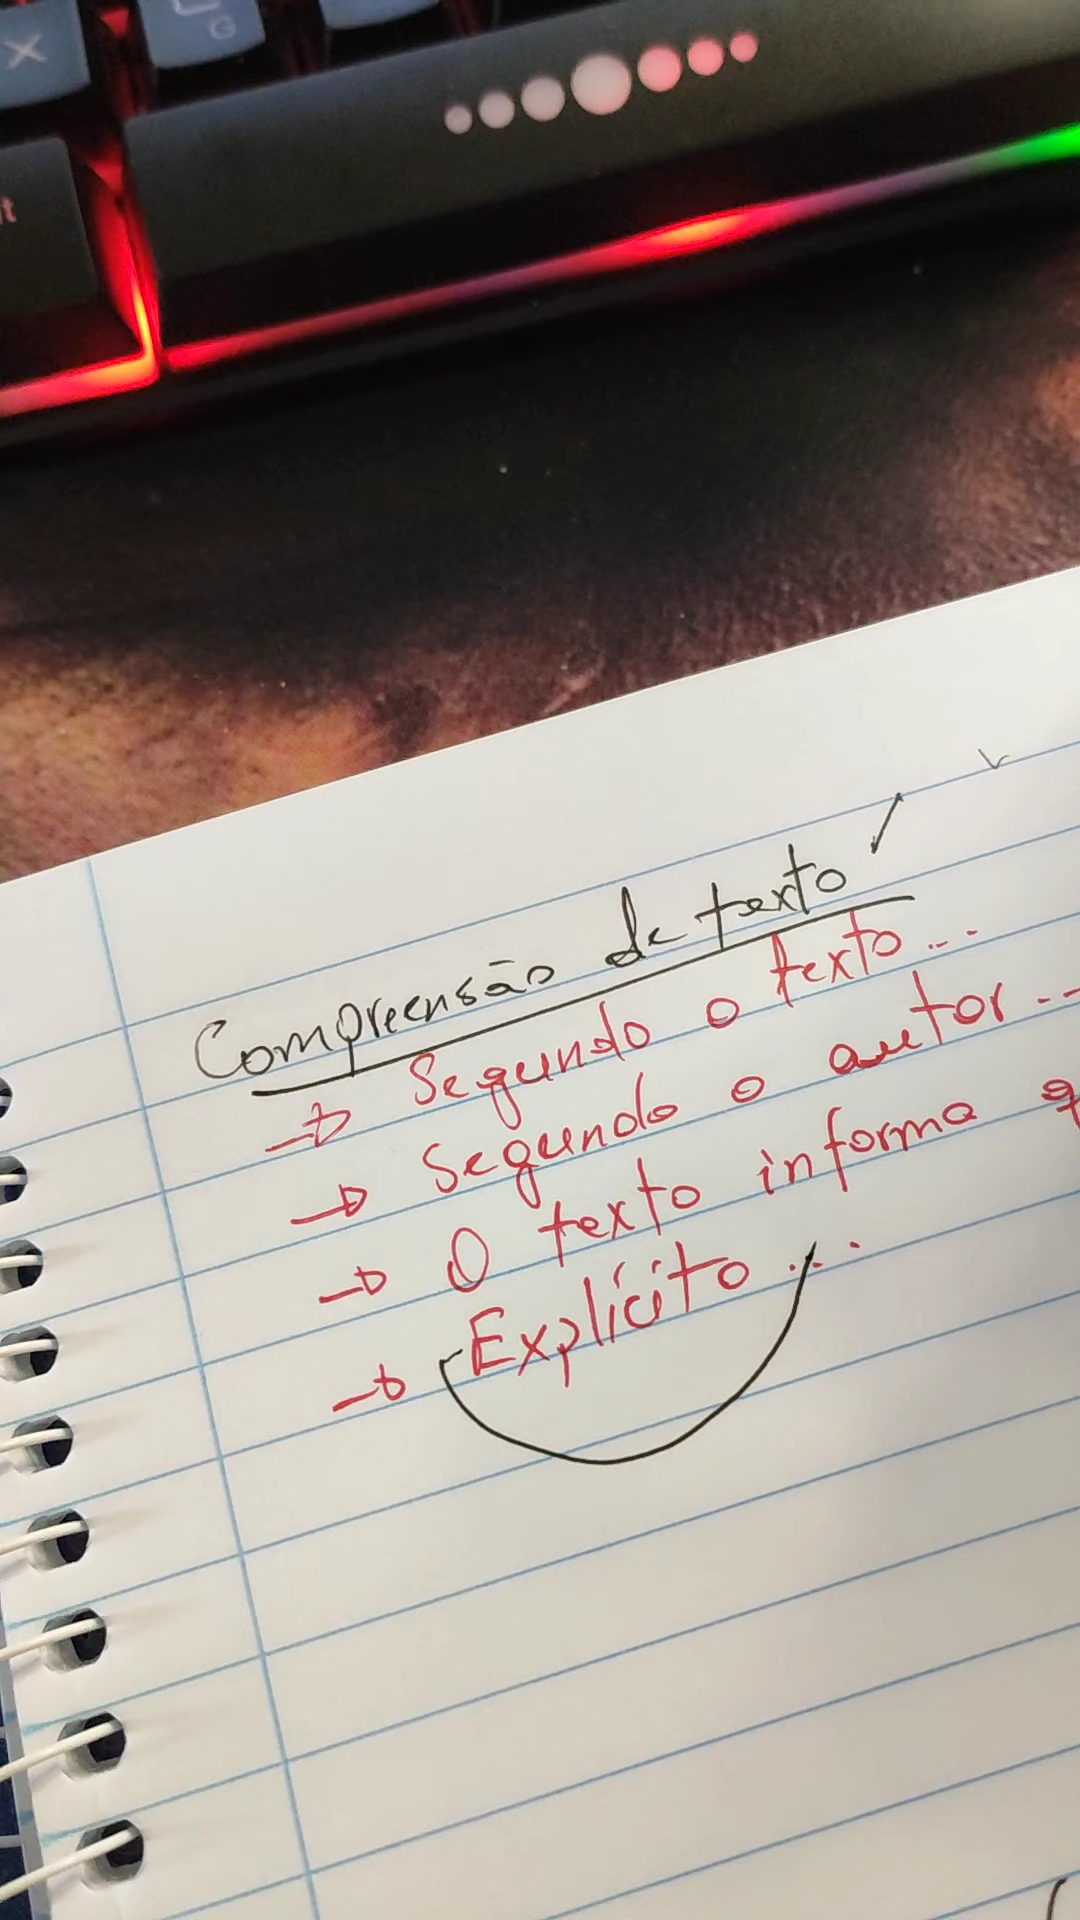 X
Compreensão de texto
→ Segundo o texto...
→ Segundo o autor...
→ O texto informa q
→ Explícito...